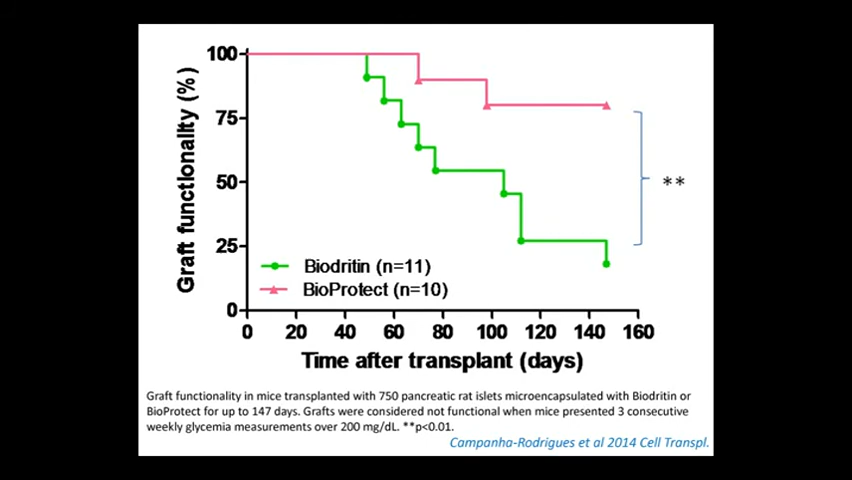 100
75
50
25
0
Graft functionality (%)
**
Biodritin (n=11)
BioProtect (n=10)
0 20 40 60 80 100 120 140 160
Time after transplant (days)
Graft functionality in mice transplanted with 750 pancreatic rat islets microencapsulated with Biodritin or
BioProtect for up to 147 days. Grafts were considered not functional when mice presented 3 consecutive
weekly glycemia measurements over 200 mg/dL. **p<0.01.
Campanha-Rodrigues et al 2014 Cell Transpl.